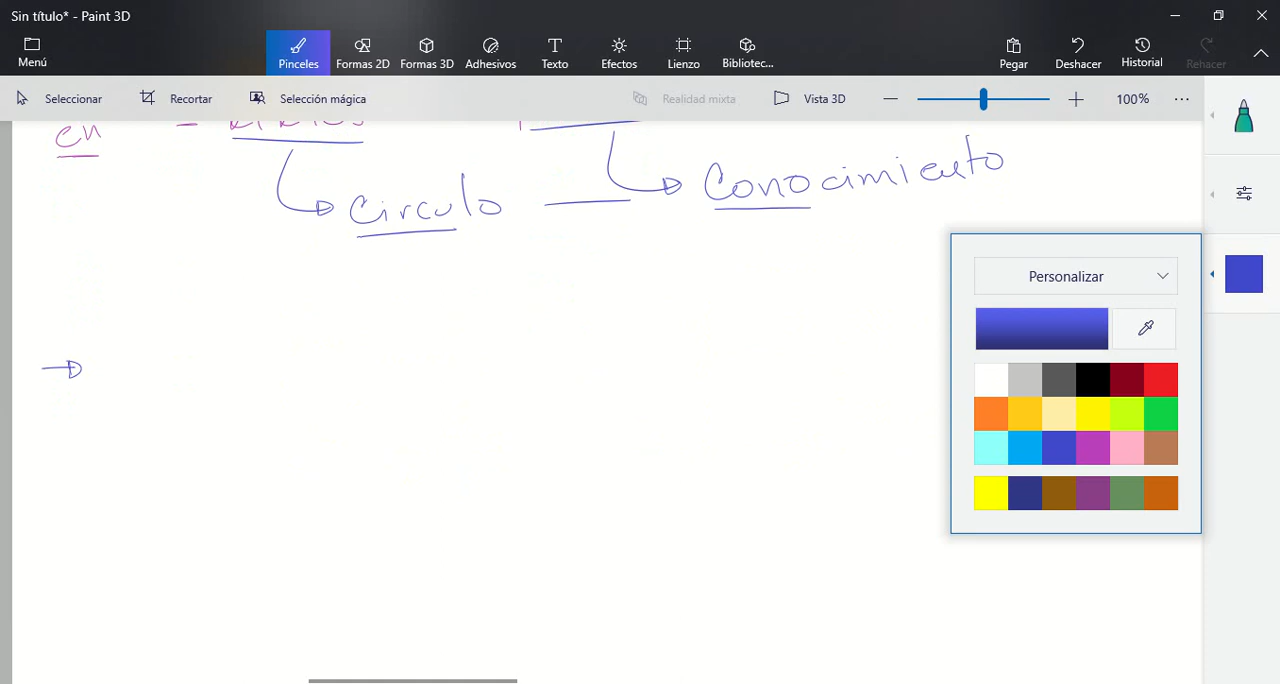 Sin título* - Paint 3D
Menú Pinceles Formas 2D Formas 3D Adhesivos Texto Efectos Lienzo Bibliotec... Pegar Deshacer Historial Rehacer
Seleccionar Recortar Selección mágica Realidad mixta Vista 3D 100% ...
en
Circulo Conocimiento
Personalizar